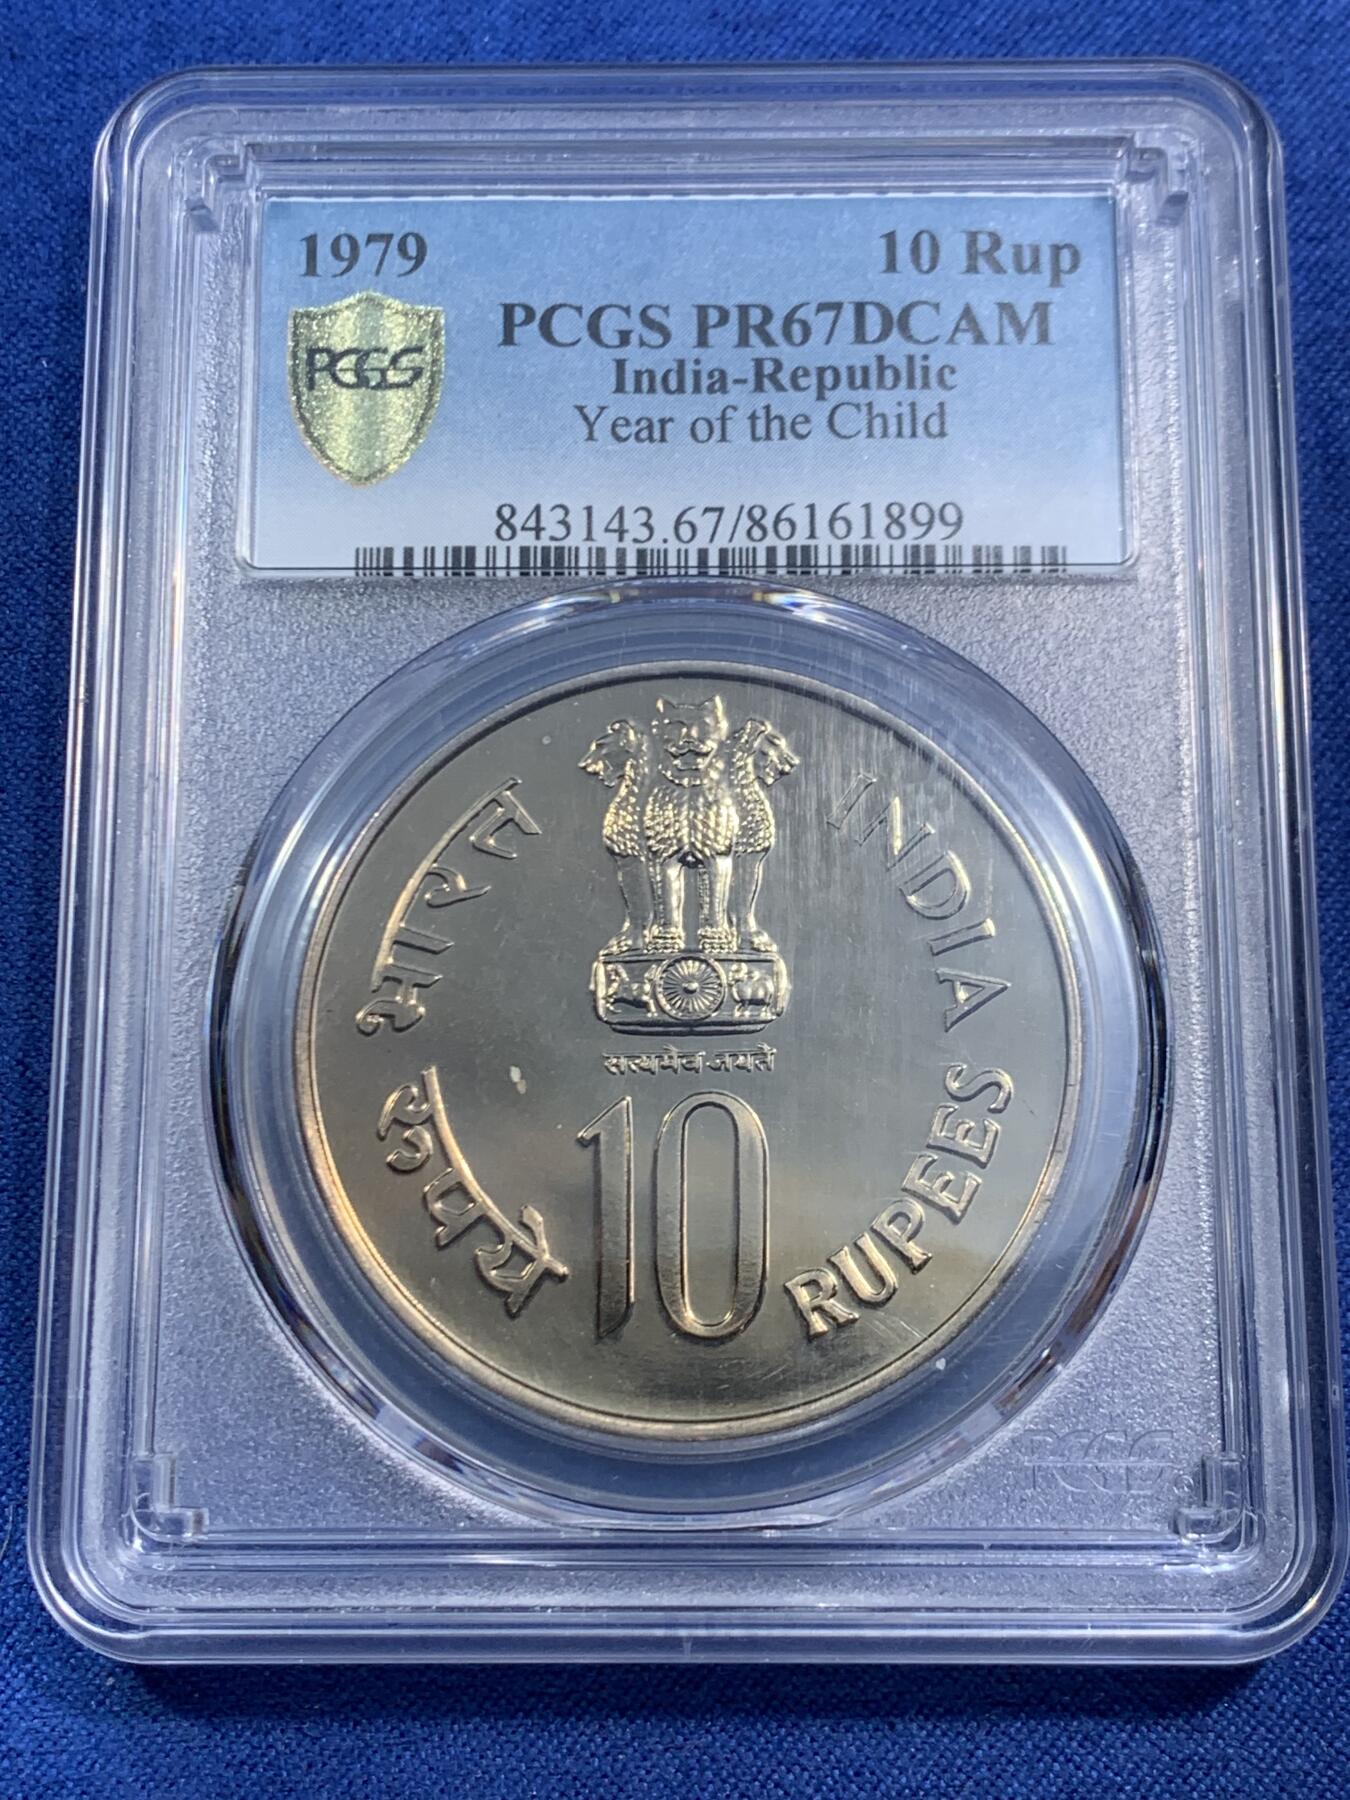 1979 10 Rup
PCGS PR67DCAM
PCGS India-Republic
Year of the Child
843143.67/86161899
भारत INDIA
सत्यमेव जयते
रुपये 10 RUPEES
PCGS